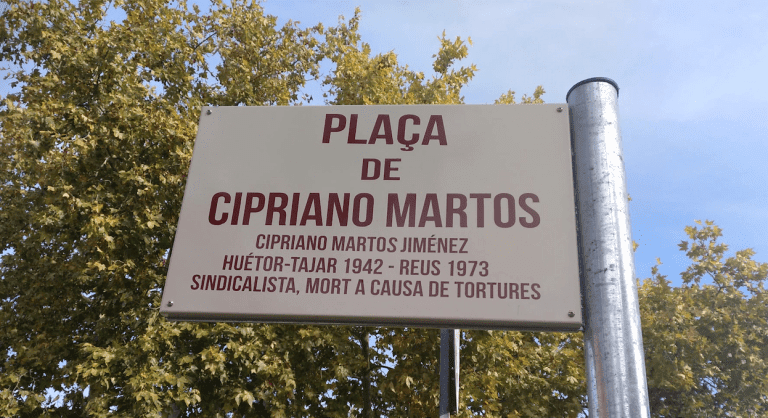 PLAÇA
DE
CIPRIANO MARTOS
CIPRIANO MARTOS JIMÉNEZ
HUÉTOR-TAJAR 1942 - REUS 1973
SINDICALISTA, MORT A CAUSA DE TORTURES